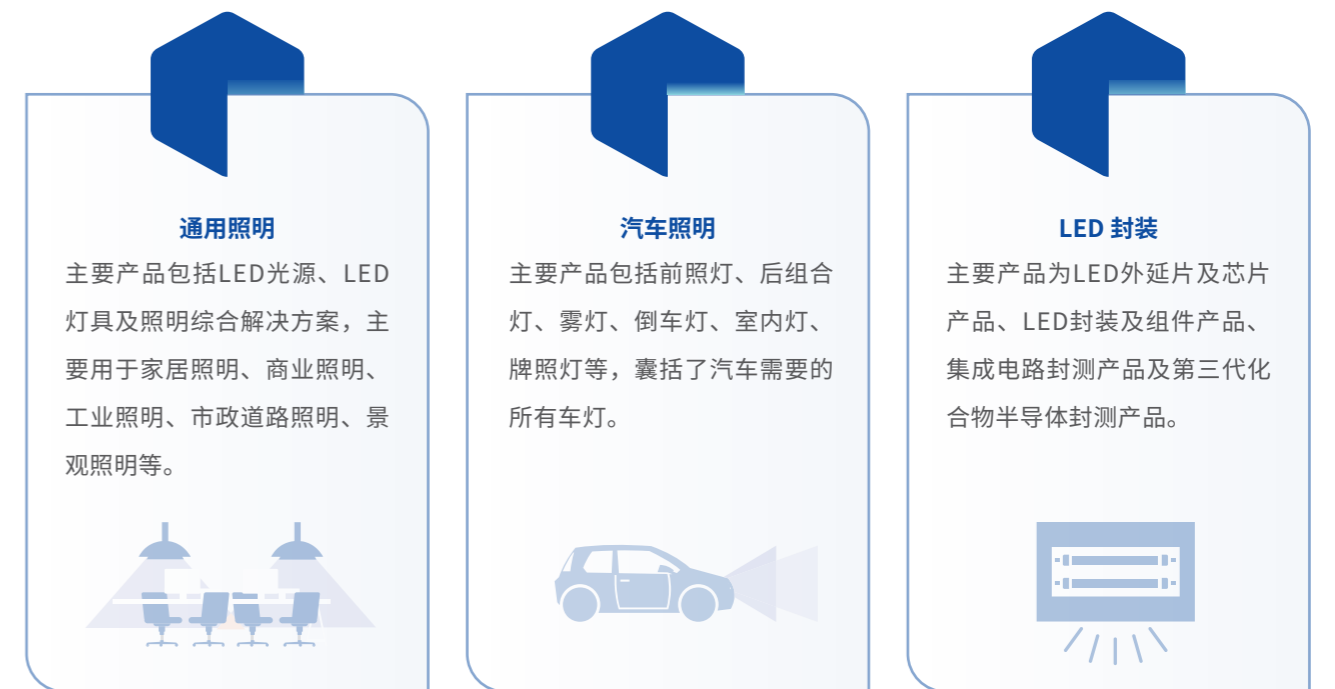 通用照明
主要产品包括LED光源、LED
灯具及照明综合解决方案，主
要用于家居照明、商业照明、
工业照明、市政道路照明、景
观照明等。
汽车照明
主要产品包括前照灯、后组合
灯、雾灯、倒车灯、室内灯、
牌照灯等，囊括了汽车需要的
所有车灯。
LED 封装
主要产品为LED外延片及芯片
产品、LED封装及组件产品、
集成电路封测产品及第三代化
合物半导体封测产品。